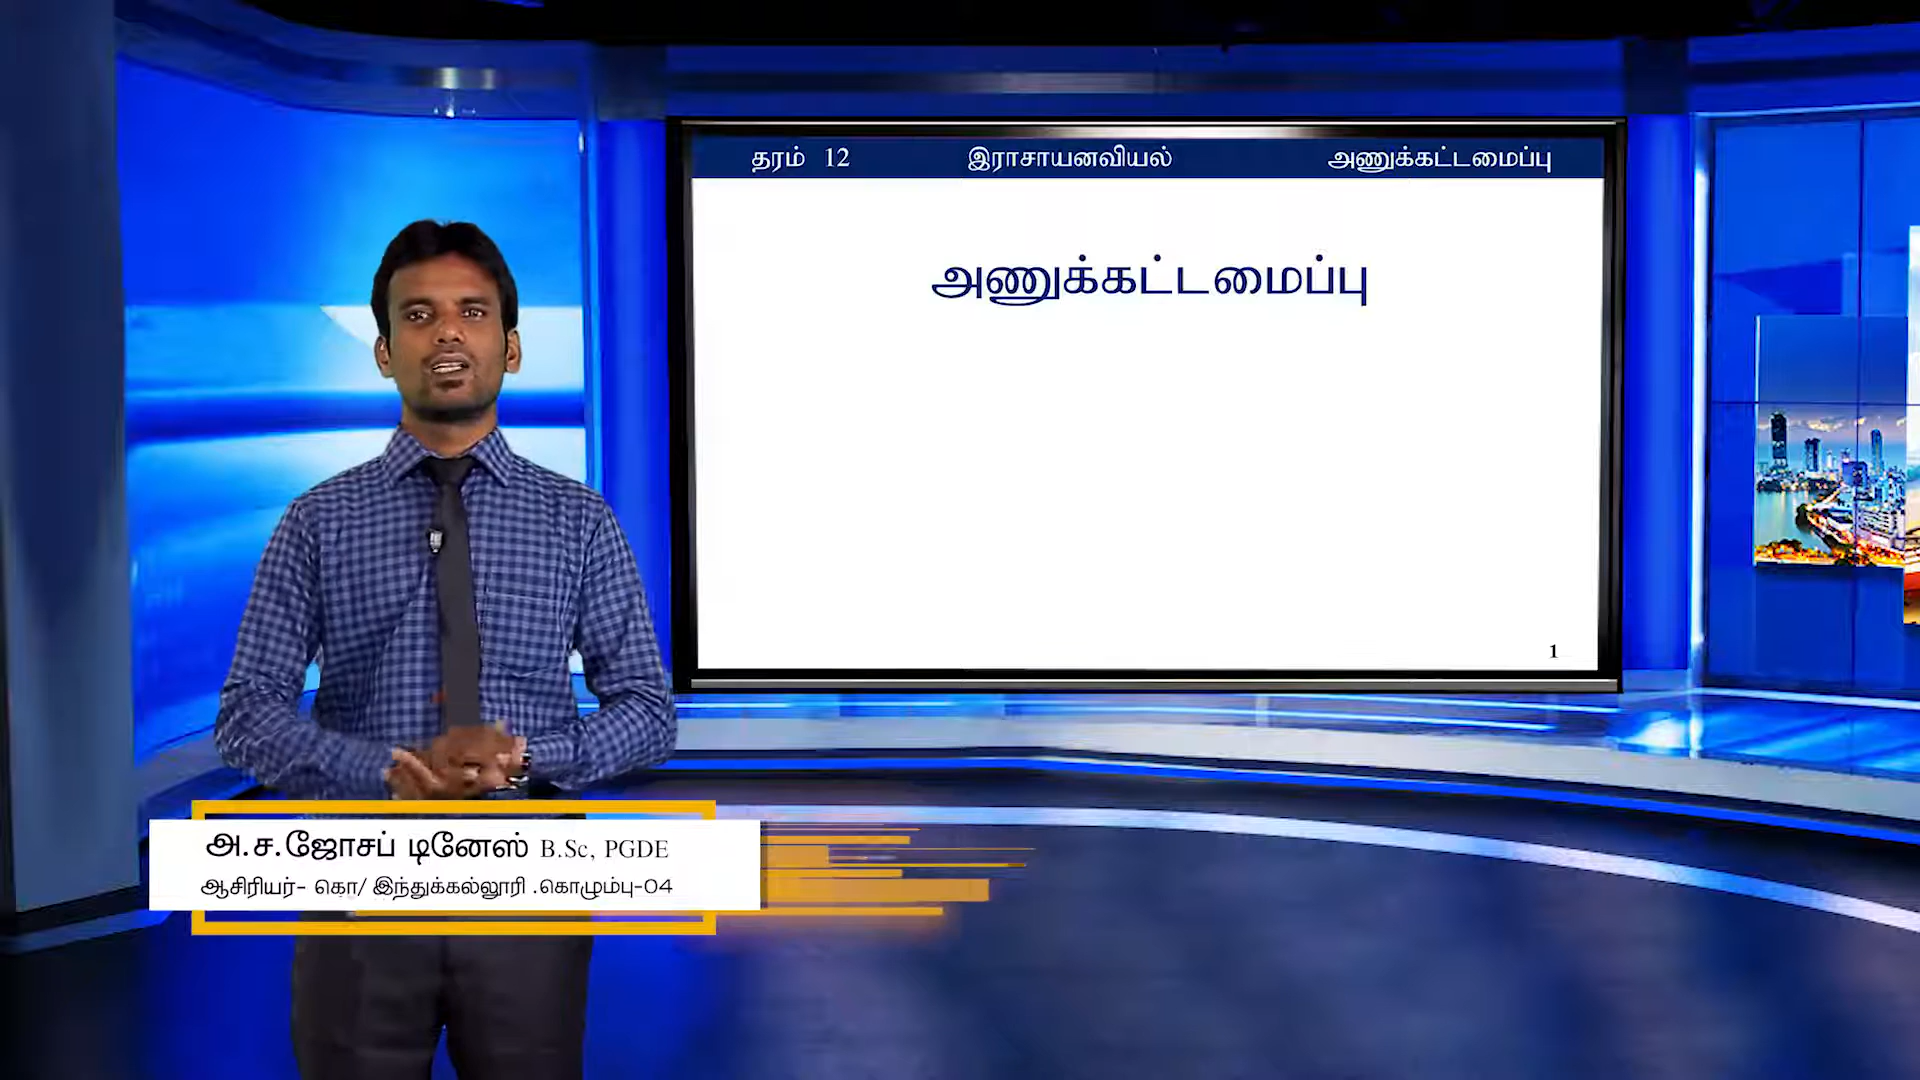 தரம் 12 இராசாயனவியல் அணுக்கட்டமைப்பு
அணுக்கட்டமைப்பு
1
அ.ச.ஜோசப் டினேஸ் B.Sc, PGDE
ஆசிரியர்- கொ/ இந்துக்கல்லூரி .கொழும்பு-04